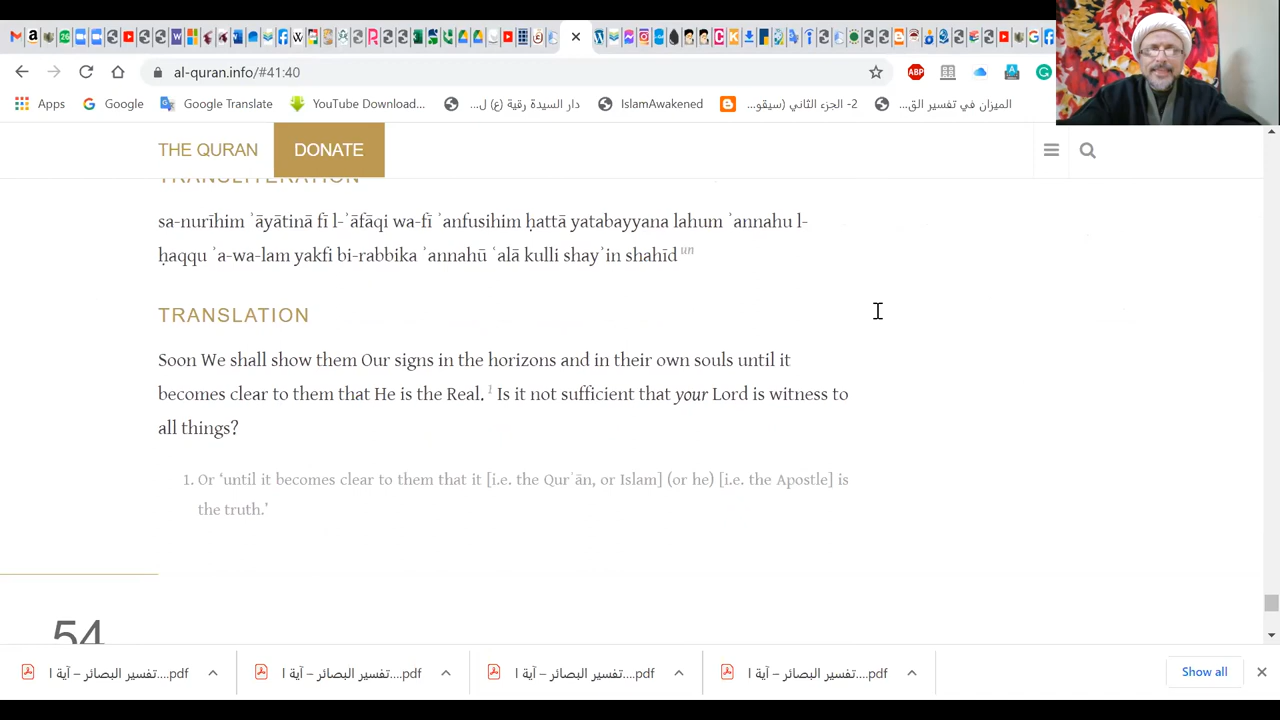 al-quran.info/#41:40
ABP
Apps
Google
Google Translate
YouTube Download...
دار السيدة رقية (ع) ل...
IslamAwakened
2- الجزء الثاني (سيقو...
الميزان في تفسير الق...
THE QURAN
DONATE
TRANSLITERATION
sa-nurīhim ʾāyātinā fī l-ʾāfāqi wa-fī ʾanfusihim ḥattā yatabayyana lahum ʾannahu l-
ḥaqqu ʾa-wa-lam yakfi bi-rabbika ʾannahū ʿalā kulli shayʾin shahīd un
TRANSLATION
Soon We shall show them Our signs in the horizons and in their own souls until it
becomes clear to them that He is the Real. 1 Is it not sufficient that your Lord is witness to
all things?
1. Or ‘until it becomes clear to them that it [i.e. the Qurʾān, or Islam] (or he) [i.e. the Apostle] is
the truth.’
54
تفسير البصائر – آية ا....pdf
تفسير البصائر – آية ا....pdf
تفسير البصائر – آية ا....pdf
تفسير البصائر – آية ا....pdf
Show all